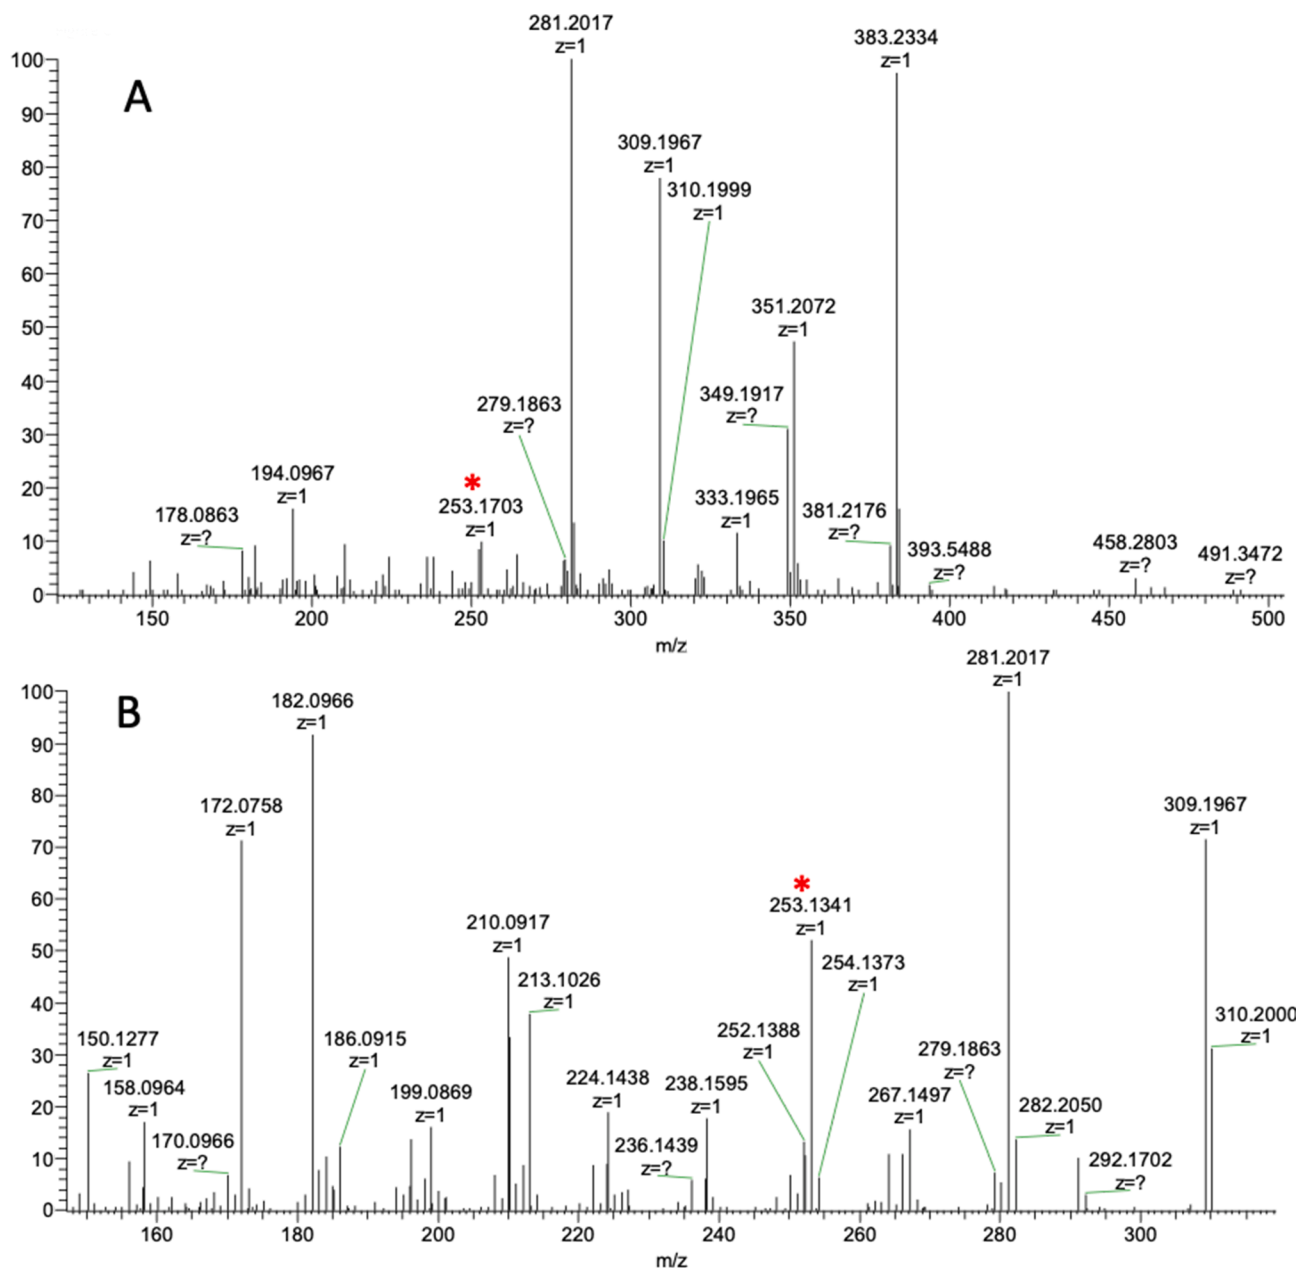 A
281.2017
z=1
383.2334
z=1
309.1967
z=1
310.1999
z=1
351.2072
z=1
349.1917
z=?
279.1863
z=?
194.0967
z=1
*
253.1703
z=1
178.0863
z=?
333.1965
z=1
381.2176
z=?
393.5488
z=?
458.2803
z=?
491.3472
z=?
100
90
80
70
60
50
40
30
20
10
0
150 200 250 300 350 400 450 500
m/z
B
281.2017
z=1
182.0966
z=1
172.0758
z=1
309.1967
z=1
*
253.1341
z=1
210.0917
z=1
254.1373
z=1
213.1026
z=1
310.2000
z=1
150.1277
z=1
186.0915
z=1
252.1388
z=1
158.0964
z=1
199.0869
z=1
224.1438
z=1
238.1595
z=1
279.1863
z=?
267.1497
z=1
282.2050
z=1
170.0966
z=?
236.1439
z=?
292.1702
z=?
100
90
80
70
60
50
40
30
20
10
0
160 180 200 220 240 260 280 300
m/z